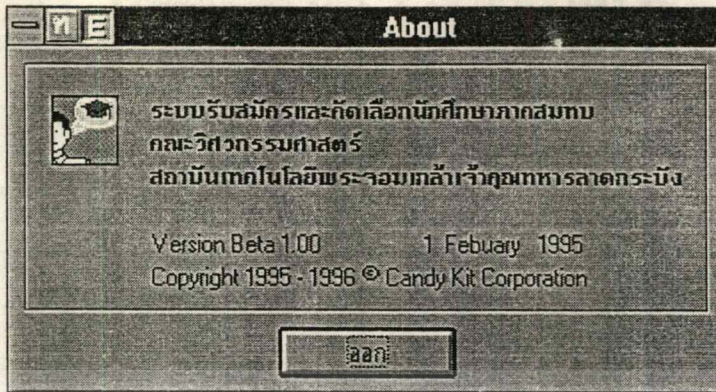 ท E About
ระบบรับสมัครและคัดเลือกนักศึกษาภาคสมทบ
คณะวิศวกรรมศาสตร์
สถาบันเทคโนโลยีพระจอมเกล้าเจ้าคุณทหารลาดกระบัง
Version Beta 1.00 1 Febuary 1995
Copyright 1995 - 1996 © Candy Kit Corporation
ออก